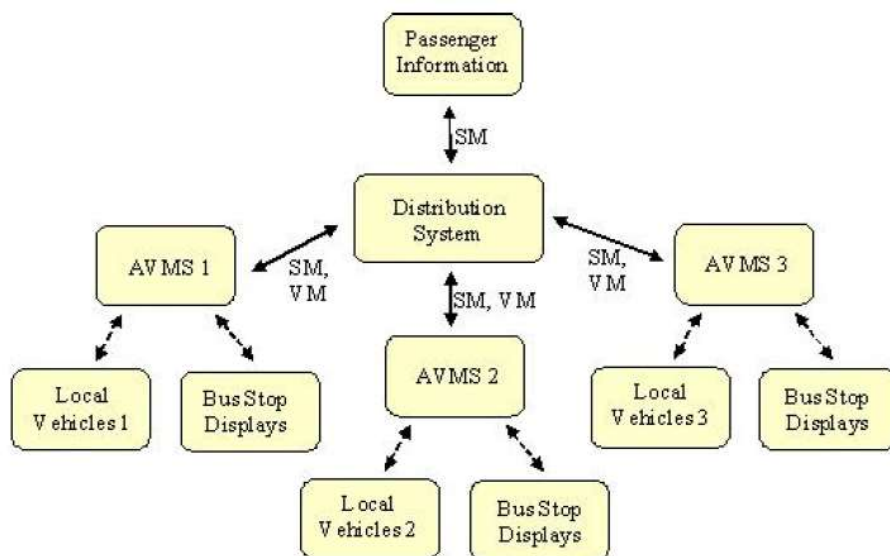 Passenger
Information
SM
Distribution
System
AVMS 1
SM,
VM
SM, VM
SM,
VM
AVMS 3
AVMS 2
Local
Vehicles 1
Bus Stop
Displays
Local
Vehicles 3
Bus Stop
Displays
Local
Vehicles 2
Bus Stop
Displays